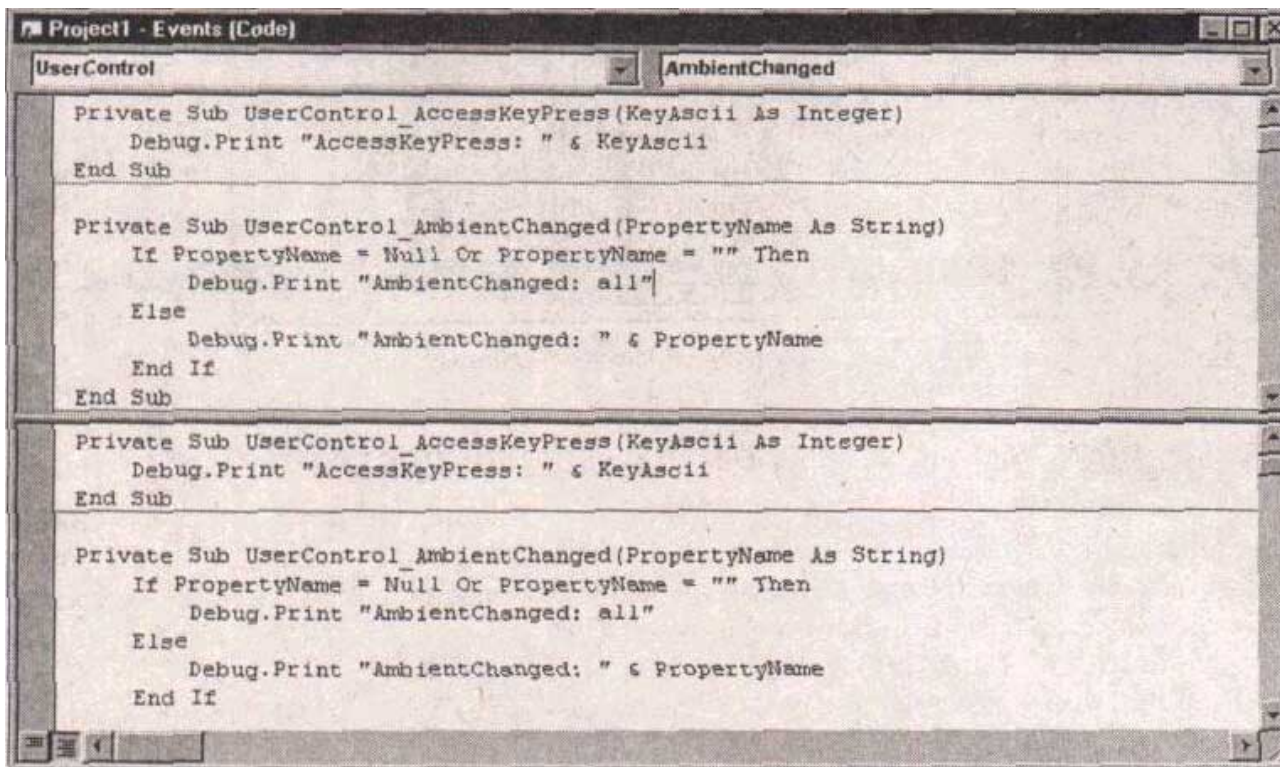 Project1 - Events (Code)
UserControl AmbientChanged
Private Sub UserControl_AccessKeyPress(KeyAscii As Integer)
    Debug.Print "AccessKeyPress: " & KeyAscii
End Sub
Private Sub UserControl_AmbientChanged(PropertyName As String)
    If PropertyName = Null Or PropertyName = "" Then
        Debug.Print "AmbientChanged: all"
    Else
        Debug.Print "AmbientChanged: " & PropertyName
    End If
End Sub
Private Sub UserControl_AccessKeyPress(KeyAscii As Integer)
    Debug.Print "AccessKeyPress: " & KeyAscii
End Sub
Private Sub UserControl_AmbientChanged(PropertyName As String)
    If PropertyName = Null Or PropertyName = "" Then
        Debug.Print "AmbientChanged: all"
    Else
        Debug.Print "AmbientChanged: " & PropertyName
    End If